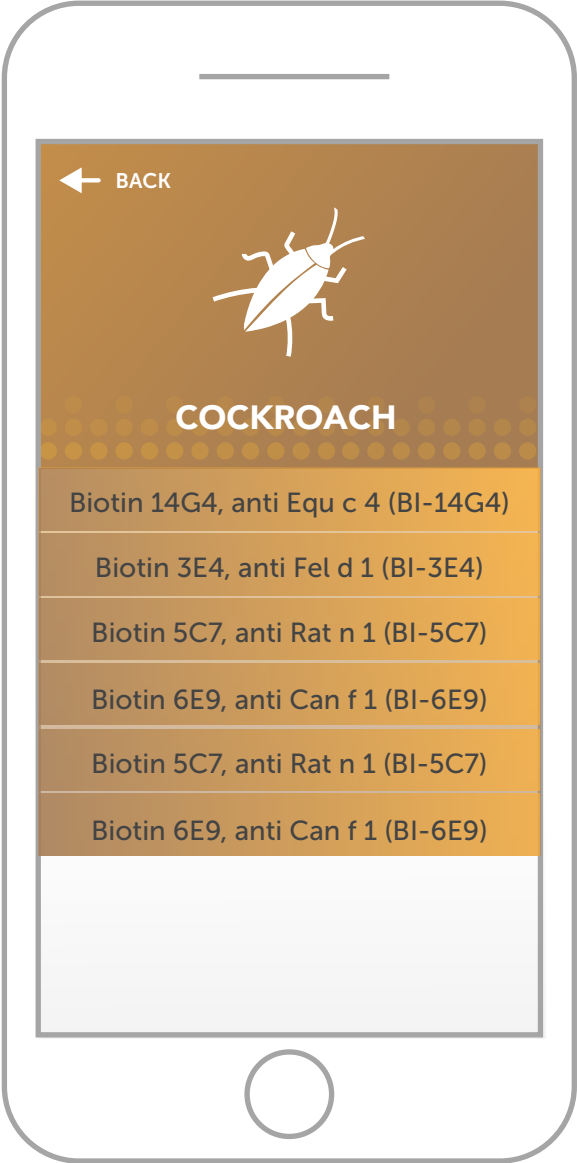 BACK
COCKROACH
Biotin 14G4, anti Equ c 4 (BI-14G4)
Biotin 3E4, anti Fel d 1 (BI-3E4)
Biotin 5C7, anti Rat n 1 (BI-5C7)
Biotin 6E9, anti Can f 1 (BI-6E9)
Biotin 5C7, anti Rat n 1 (BI-5C7)
Biotin 6E9, anti Can f 1 (BI-6E9)